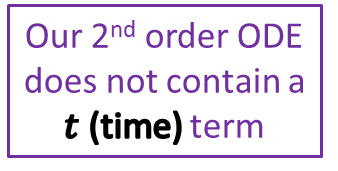 Our 2nd order ODE
does not contain a
t (time) term